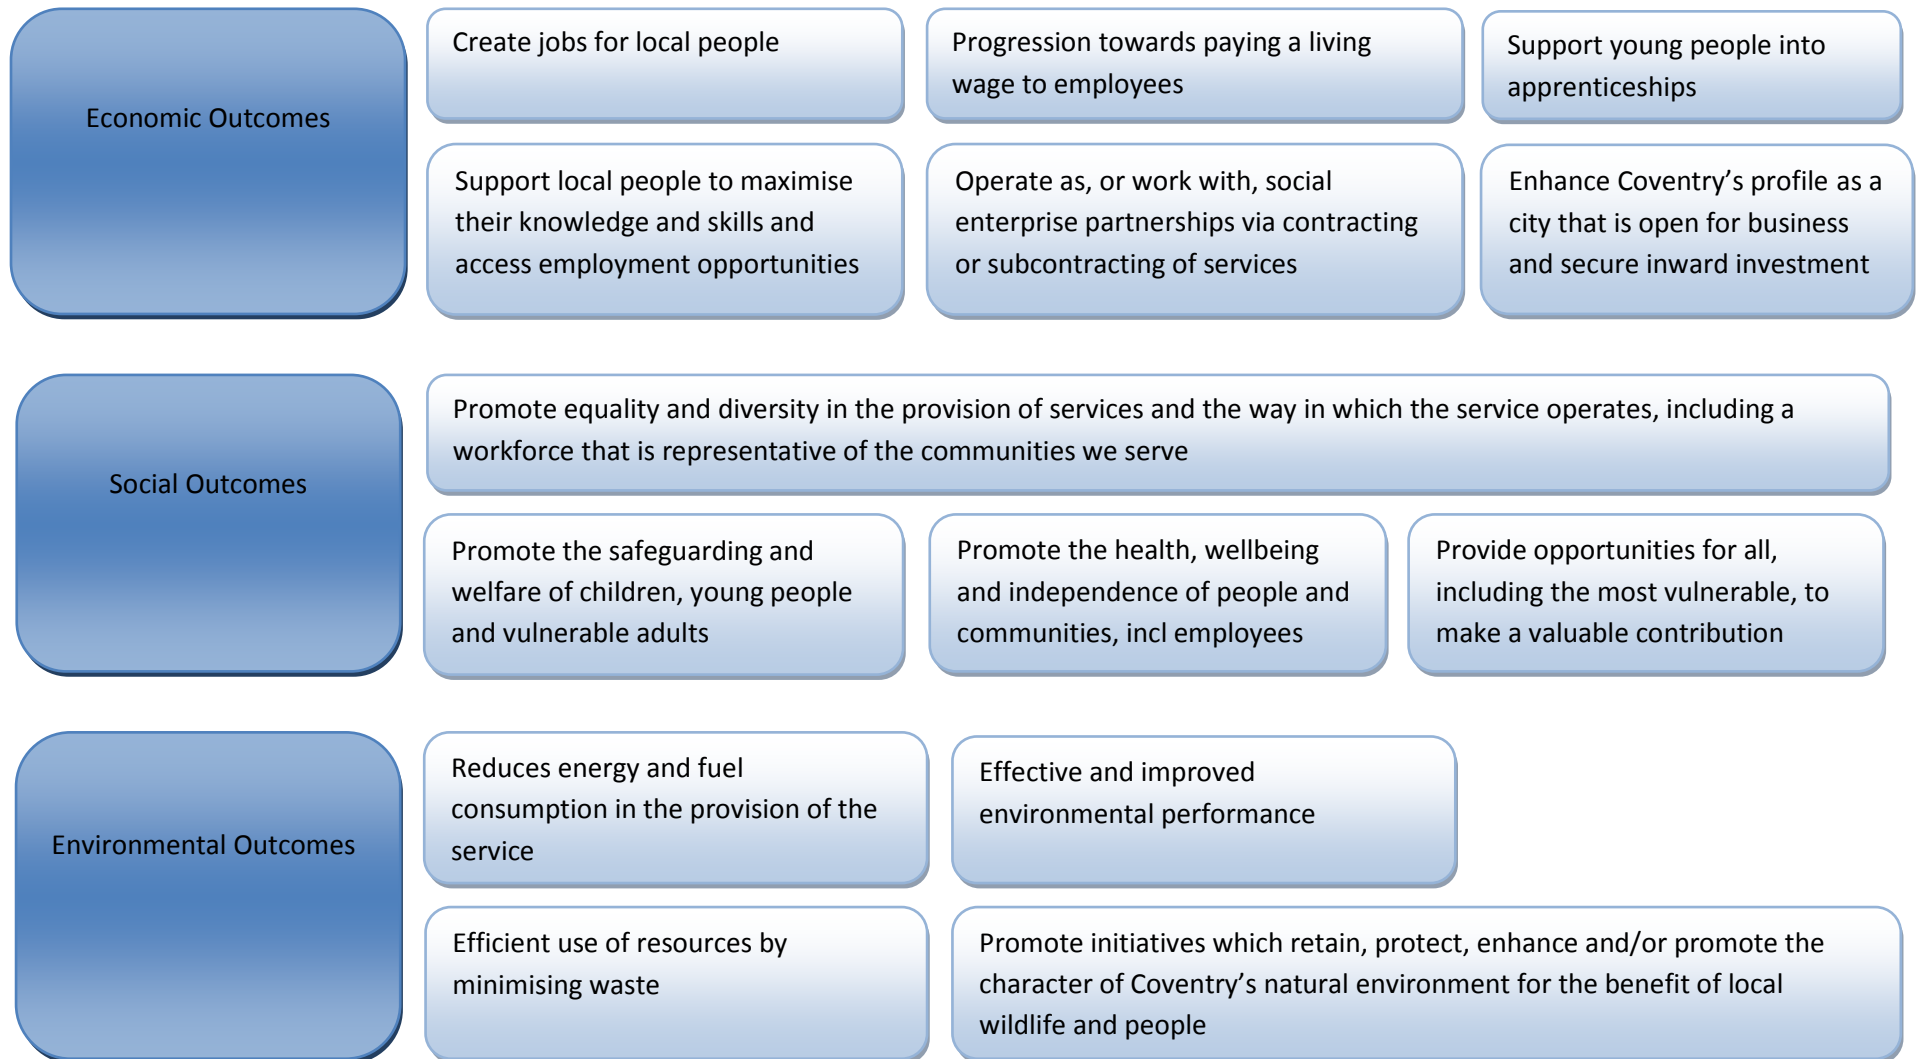 Economic Outcomes
Create jobs for local people
Progression towards paying a living
wage to employees
Support young people into
apprenticeships
Support local people to maximise
their knowledge and skills and
access employment opportunities
Operate as, or work with, social
enterprise partnerships via contracting
or subcontracting of services
Enhance Coventry’s profile as a
city that is open for business
and secure inward investment
Social Outcomes
Promote equality and diversity in the provision of services and the way in which the service operates, including a
workforce that is representative of the communities we serve
Promote the safeguarding and
welfare of children, young people
and vulnerable adults
Promote the health, wellbeing
and independence of people and
communities, incl employees
Provide opportunities for all,
including the most vulnerable, to
make a valuable contribution
Environmental Outcomes
Reduces energy and fuel
consumption in the provision of the
service
Effective and improved
environmental performance
Efficient use of resources by
minimising waste
Promote initiatives which retain, protect, enhance and/or promote the
character of Coventry’s natural environment for the benefit of local
wildlife and people